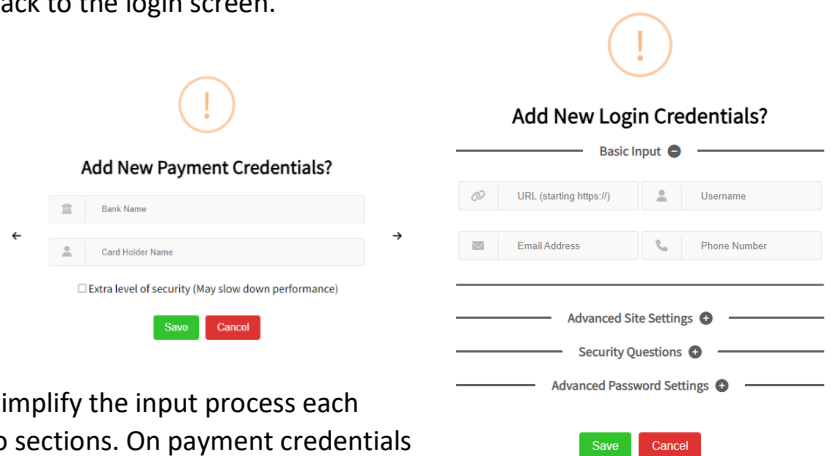 ack to the login screen.
!
Add New Payment Credentials?
Bank Name
Card Holder Name
← →
Extra level of security (May slow down performance)
Save Cancel
!
Add New Login Credentials?
Basic Input
URL (starting https://) Username
Email Address Phone Number
Advanced Site Settings
Security Questions
Advanced Password Settings
Save Cancel
implify the input process each
o sections. On payment credentials